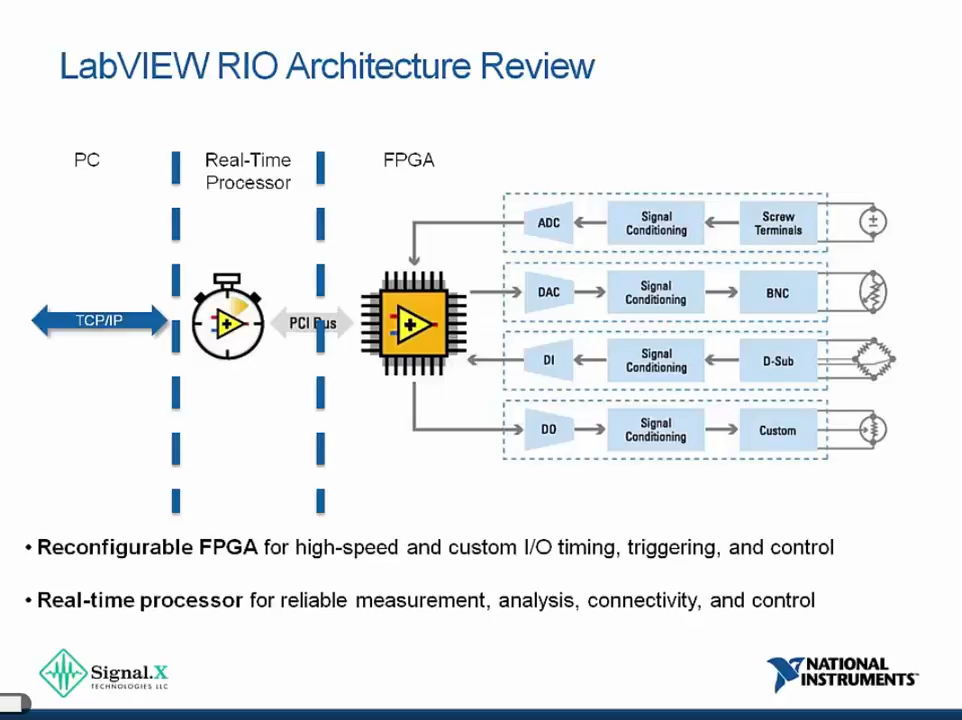 LabVIEW RIO Architecture Review
PC
Real-Time
Processor
FPGA
TCP/IP
PCI Bus
ADC
Signal
Conditioning
Screw
Terminals
DAC
Signal
Conditioning
BNC
DI
Signal
Conditioning
D-Sub
DO
Signal
Conditioning
Custom
• Reconfigurable FPGA for high-speed and custom I/O timing, triggering, and control
• Real-time processor for reliable measurement, analysis, connectivity, and control
Signal.X
TECHNOLOGIES LLC
NATIONAL
INSTRUMENTS™